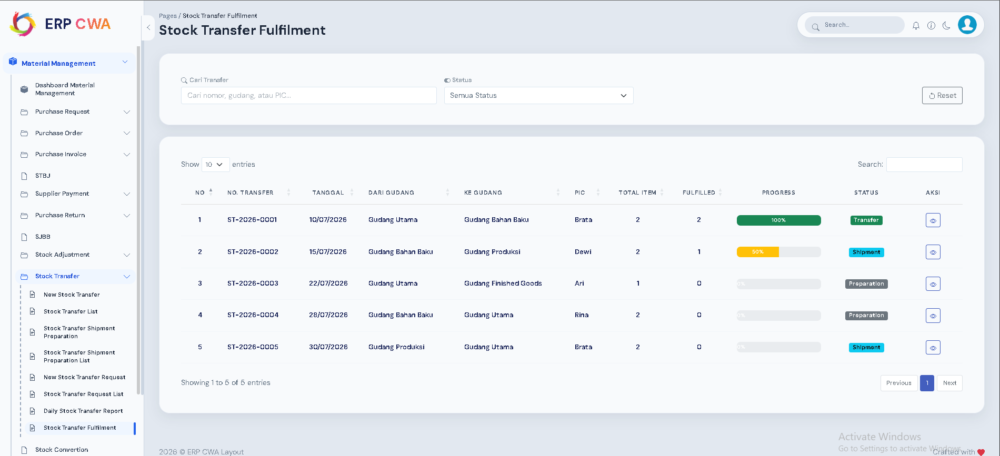 ERP CWA
Material Management
Dashboard Material
Management
Purchase Request
Purchase Order
Purchase Invoice
STBJ
Supplier Payment
Purchase Return
SJBB
Stock Adjustment
Stock Transfer
New Stock Transfer
Stock Transfer List
Stock Transfer Shipment
Preparation
Stock Transfer Shipment
Preparation List
New Stock Transfer Request
Stock Transfer Request List
Daily Stock Transfer Report
Stock Transfer Fulfilment
Stock Convertion
Pages / Stock Transfer Fulfilment
Stock Transfer Fulfilment
Search...
Cari Transfer
Status
Cari nomor, gudang, atau PIC...
Semua Status
Reset
Show 10 entries
Search:
NO NO. TRANSFER TANGGAL DARI GUDANG KE GUDANG PIC TOTAL ITEM FULFILLED PROGRESS STATUS AKSI
1 ST-2026-0001 10/07/2026 Gudang Utama Gudang Bahan Baku Brata 2 2 100% Transfer
2 ST-2026-0002 15/07/2026 Gudang Bahan Baku Gudang Produksi Dewi 2 1 50% Shipment
3 ST-2026-0003 22/07/2026 Gudang Utama Gudang Finished Goods Ari 1 0 0% Preparation
4 ST-2026-0004 28/07/2026 Gudang Bahan Baku Gudang Utama Rina 2 0 0% Preparation
5 ST-2026-0005 30/07/2026 Gudang Produksi Gudang Utama Brata 2 0 0% Shipment
Showing 1 to 5 of 5 entries
Previous 1 Next
Activate Windows
Go to Settings to activate Windows.
2026 © ERP CWA Layout
Crafted with